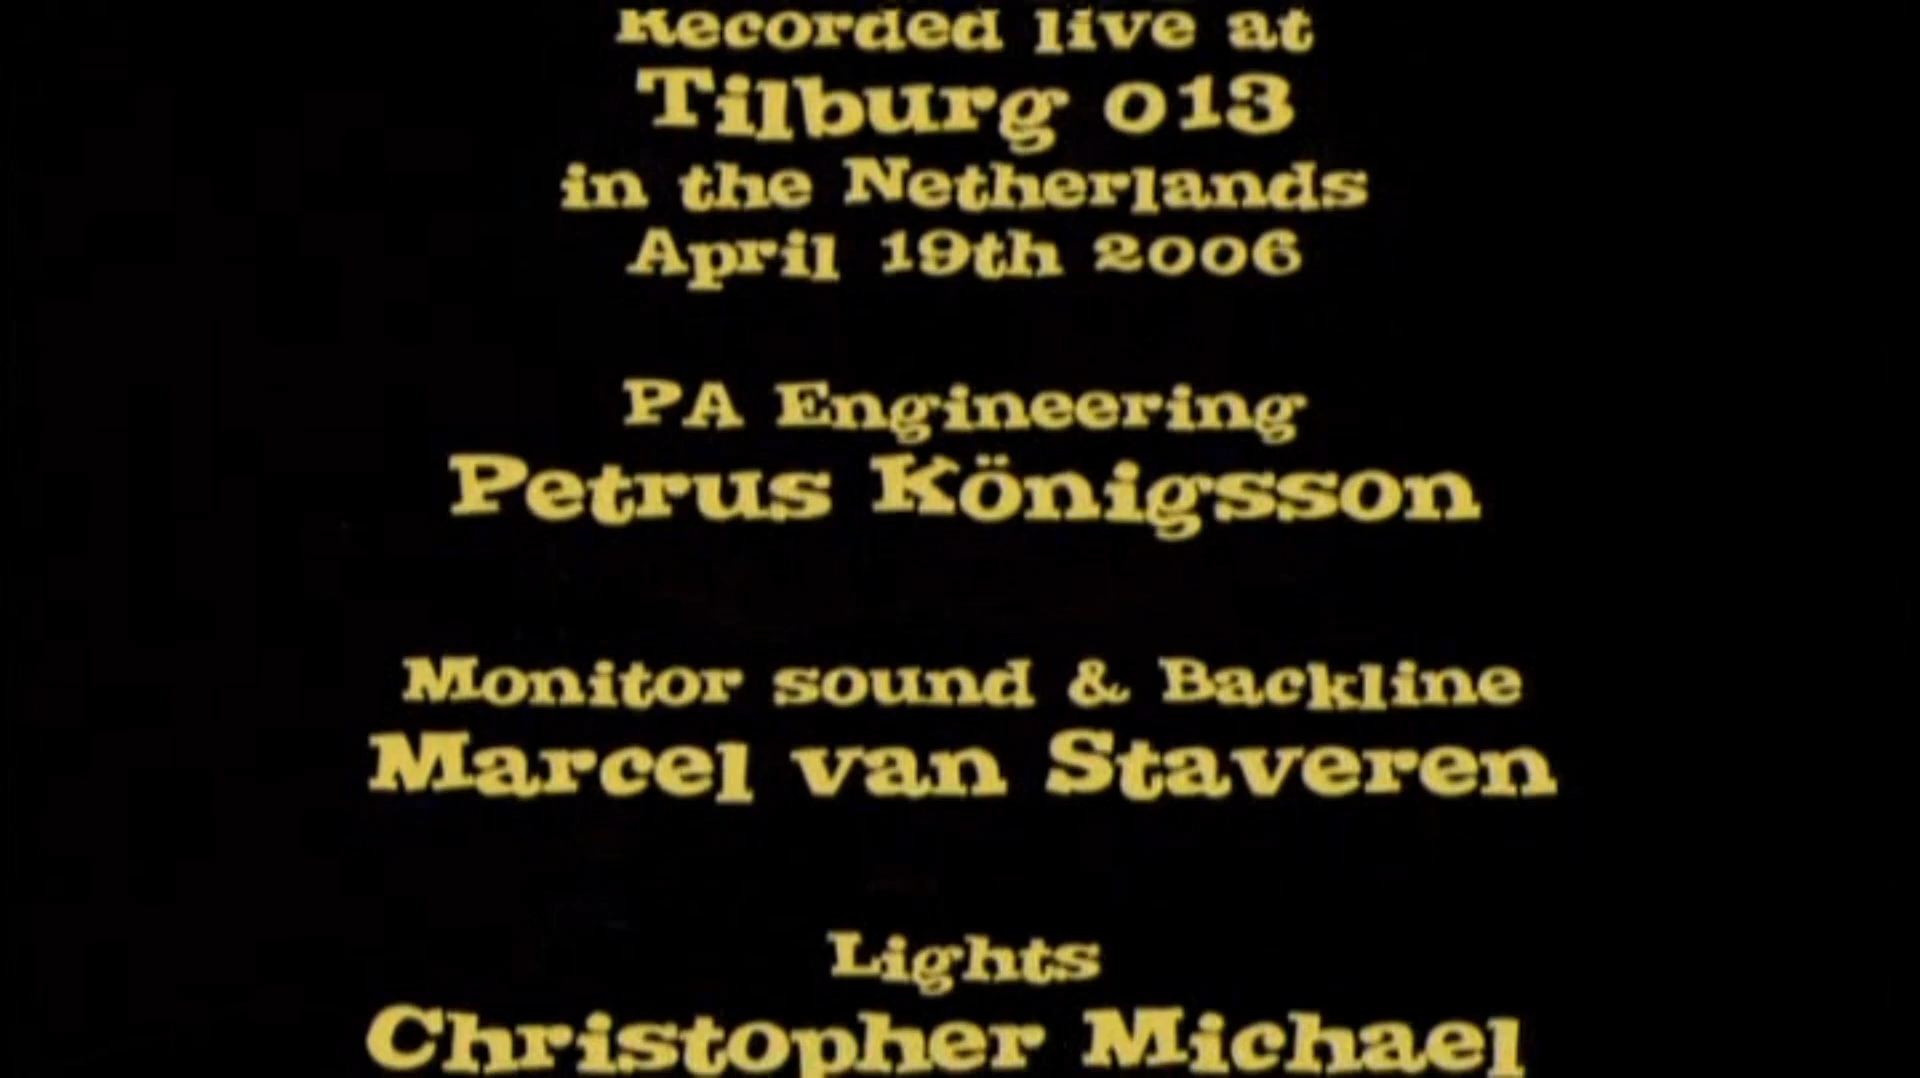 Recorded live at
Tilburg 013
in the Netherlands
April 19th 2006
PA Engineering
Petrus Königsson
Monitor sound & Backline
Marcel van Staveren
Lights
Christopher Michael